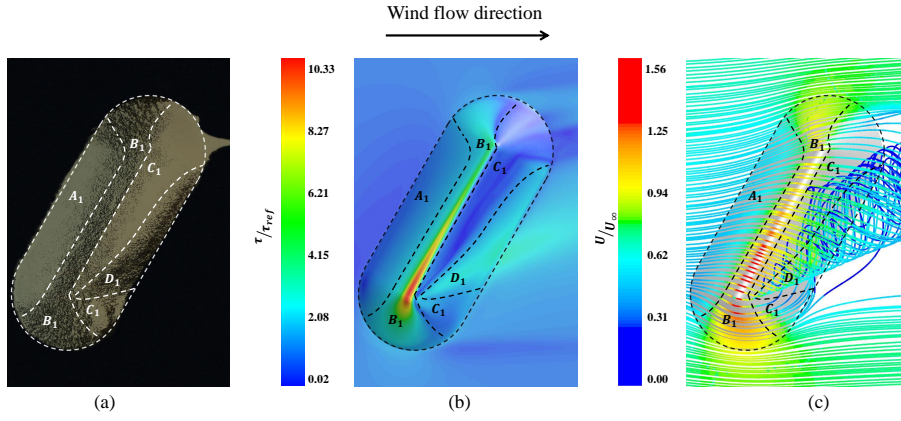 Wind flow direction
A₁
B₁
C₁
D₁
C₁
B₁
(a)
τ/τ_ref
10.33
8.27
6.21
4.15
2.08
0.02
A₁
B₁
C₁
D₁
C₁
B₁
(b)
U/U_∞
1.56
1.25
0.94
0.62
0.31
0.00
A₁
B₁
C₁
D₁
C₁
B₁
(c)